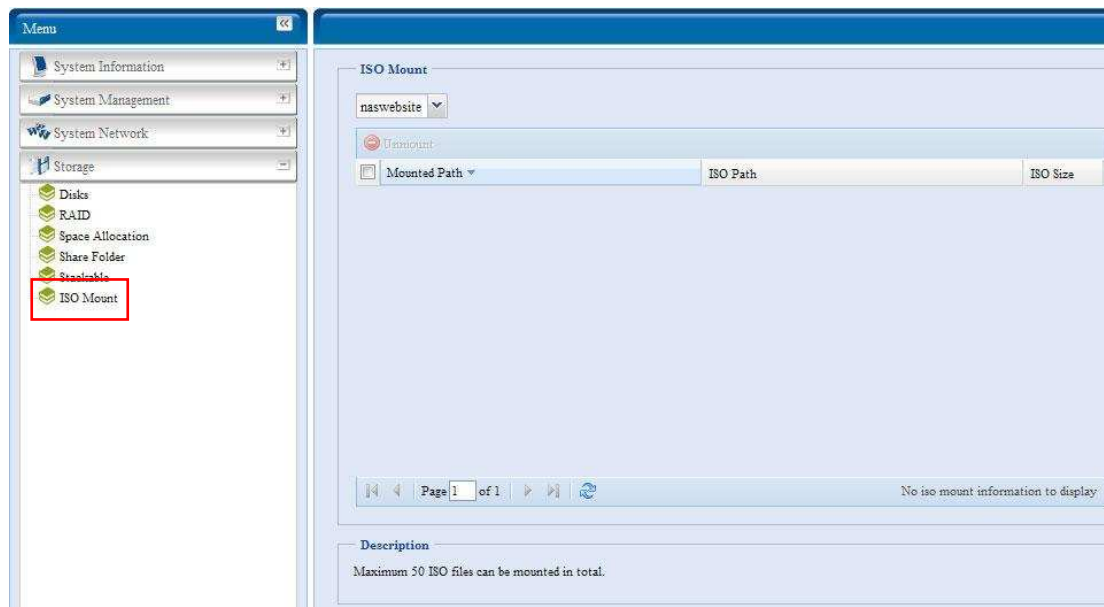 Menu
System Information
System Management
WWW System Network
Storage
Disks
RAID
Space Allocation
Share Folder
Stackable
ISO Mount
ISO Mount
naswebsite
Unmount
Mounted Path ISO Path ISO Size
Page 1 of 1 No iso mount information to display
Description
Maximum 50 ISO files can be mounted in total.